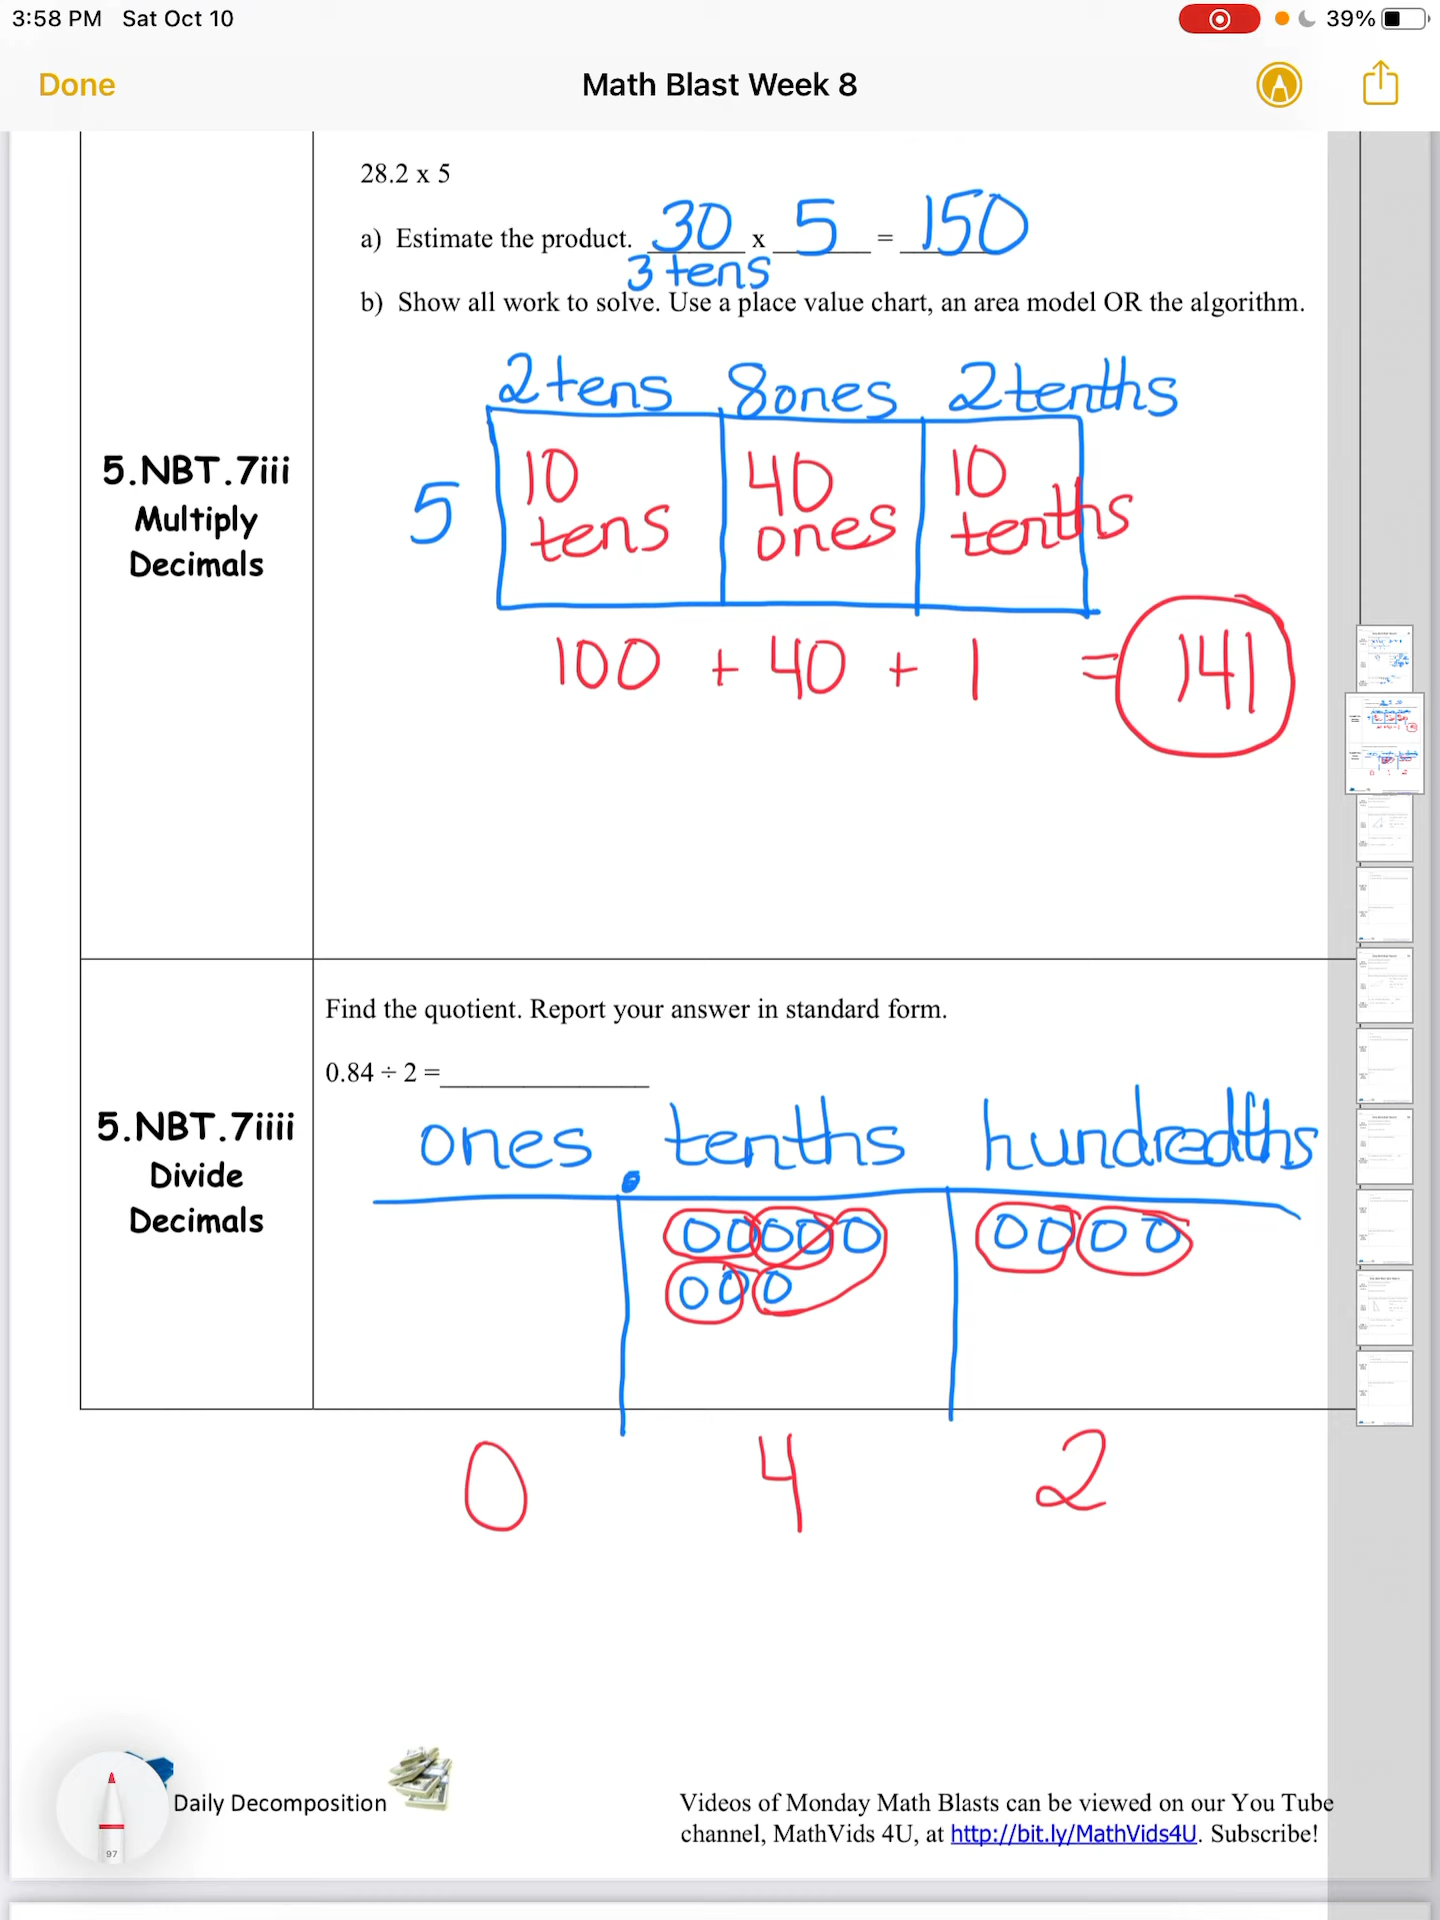 3:58 PM Sat Oct 10
39%
Done
Math Blast Week 8
28.2 x 5
a) Estimate the product. 30 x 5 = 150
3 tens
b) Show all work to solve. Use a place value chart, an area model OR the algorithm.
2 tens 8 ones 2 tenths
5.NBT.7iii
Multiply
Decimals
5
10 tens
40 ones
10 tenths
100 + 40 + 1 = 141
Find the quotient. Report your answer in standard form.
0.84 ÷ 2 =
5.NBT.7iiii
Divide
Decimals
ones . tenths hundredths
0 4 2
97
Daily Decomposition
Videos of Monday Math Blasts can be viewed on our You Tube
channel, MathVids 4U, at http://bit.ly/MathVids4U. Subscribe!